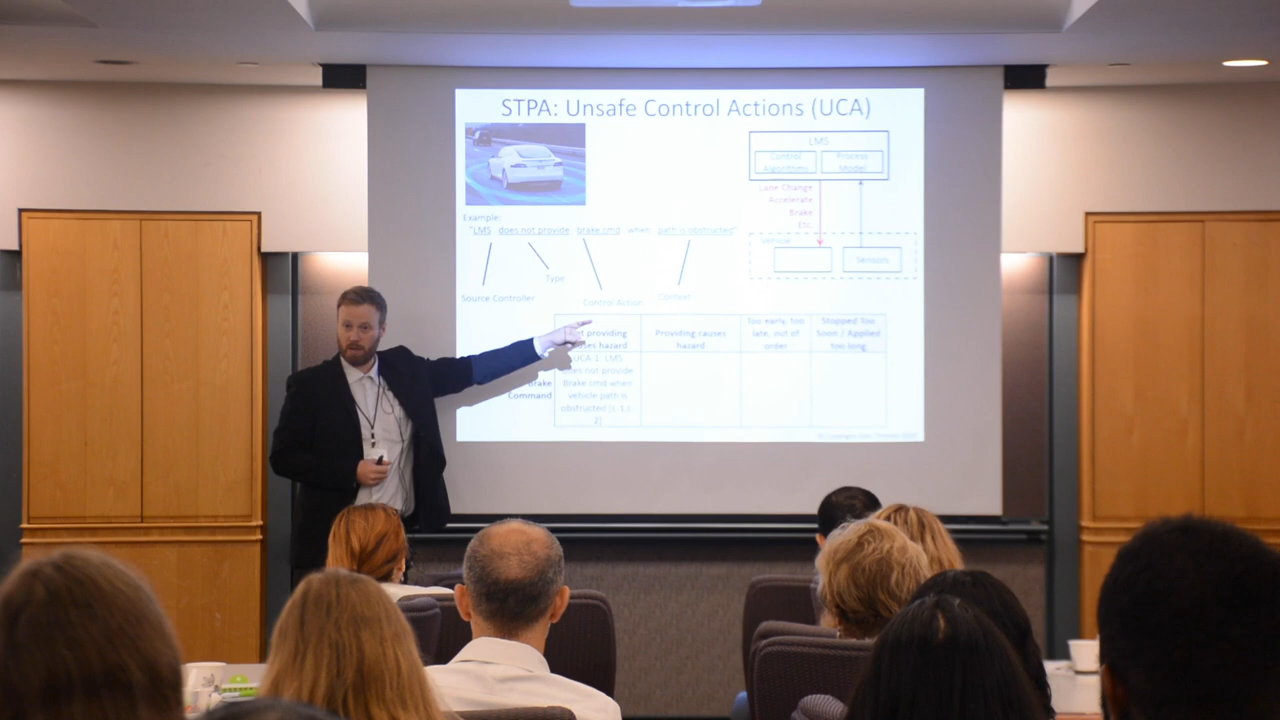 STPA: Unsafe Control Actions (UCA)
LMS
Control
Algorithms
Process
Model
Lane Change
Accelerate
Brake
Etc.
Vehicle
Sensors
Example:
"LMS does not provide brake cmd when path is obstructed"
Type
Source Controller
Control Action
Context
providing
hazard
Providing causes
hazard
Too early, too
late, out of
order
Stopped Too
Soon / Applied
too long
Brake
Command
UCA-1: LMS
does not provide
Brake cmd when
vehicle path is
obstructed